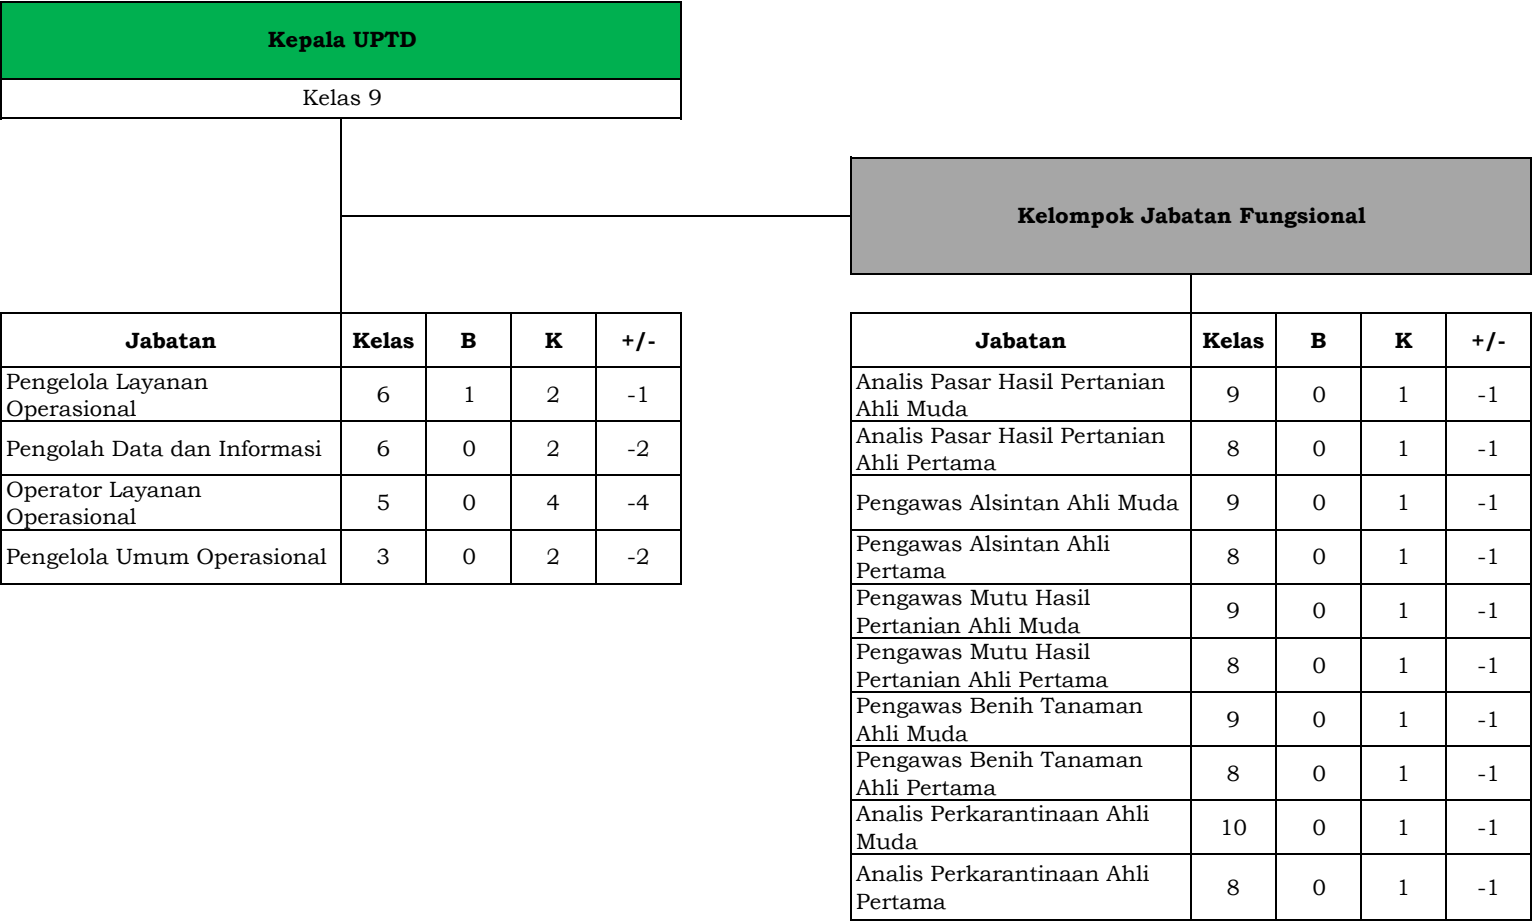 Kepala UPTD
Kelas 9
Kelompok Jabatan Fungsional
Jabatan Kelas B K +/-
Pengelola Layanan
Operasional 6 1 2 -1
Pengolah Data dan Informasi 6 0 2 -2
Operator Layanan
Operasional 5 0 4 -4
Pengelola Umum Operasional 3 0 2 -2
Jabatan Kelas B K +/-
Analis Pasar Hasil Pertanian
Ahli Muda 9 0 1 -1
Analis Pasar Hasil Pertanian
Ahli Pertama 8 0 1 -1
Pengawas Alsintan Ahli Muda 9 0 1 -1
Pengawas Alsintan Ahli
Pertama 8 0 1 -1
Pengawas Mutu Hasil
Pertanian Ahli Muda 9 0 1 -1
Pengawas Mutu Hasil
Pertanian Ahli Pertama 8 0 1 -1
Pengawas Benih Tanaman
Ahli Muda 9 0 1 -1
Pengawas Benih Tanaman
Ahli Pertama 8 0 1 -1
Analis Perkarantinaan Ahli
Muda 10 0 1 -1
Analis Perkarantinaan Ahli
Pertama 8 0 1 -1